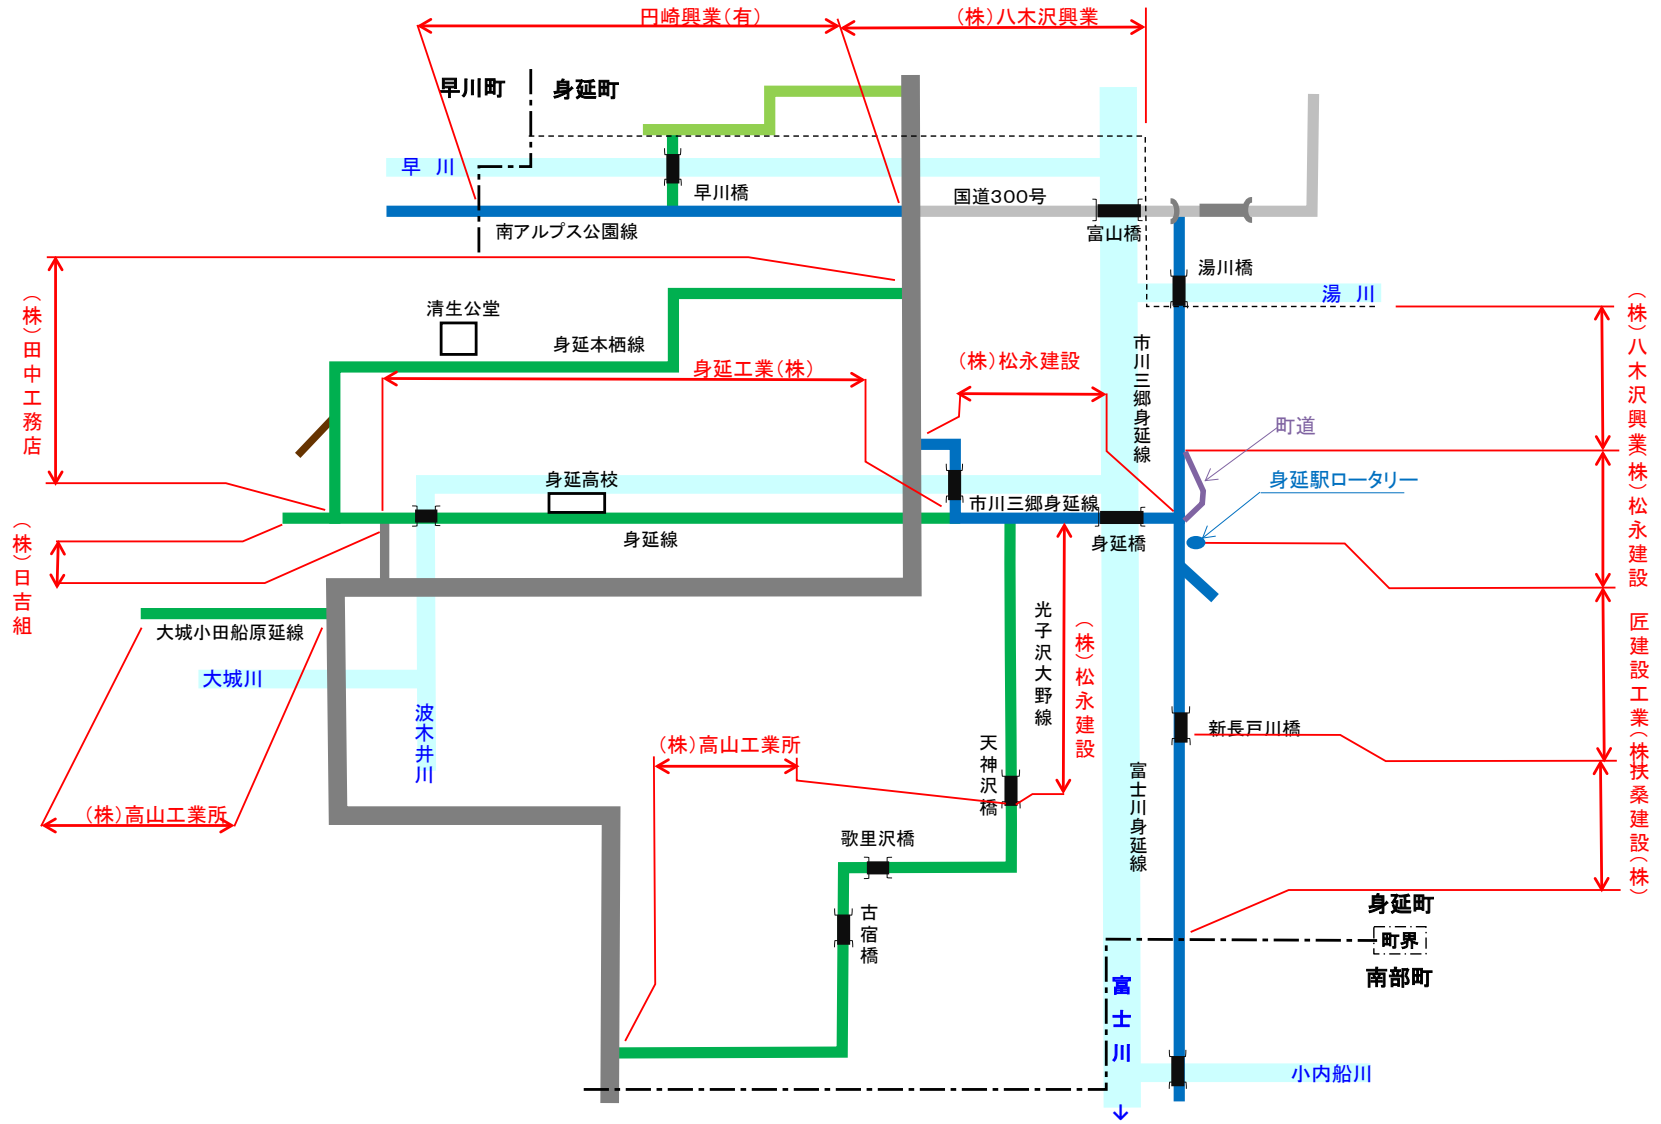 円崎興業(有)
(株)八木沢興業
早川町
身延町
早 川
早川橋
国道300号
南アルプス公園線
富山橋
湯川橋
湯 川
(株)田中工務店
清生公堂
身延本栖線
身延工業(株)
(株)松永建設
市川三郷身延線
(株)八木沢興業
町道
身延駅ロータリー
(株)松永建設
身延高校
市川三郷身延線
身延線
身延橋
(株)日吉組
大城小田船原延線
光子沢大野線
(株)松永建設
匠建設工業(株)
大城川
波木井川
(株)高山工業所
天神沢橋
新長戸川橋
富士川身延線
扶桑建設(株)
(株)高山工業所
歌里沢橋
古宿橋
身延町
町界
南部町
富士川
小内船川